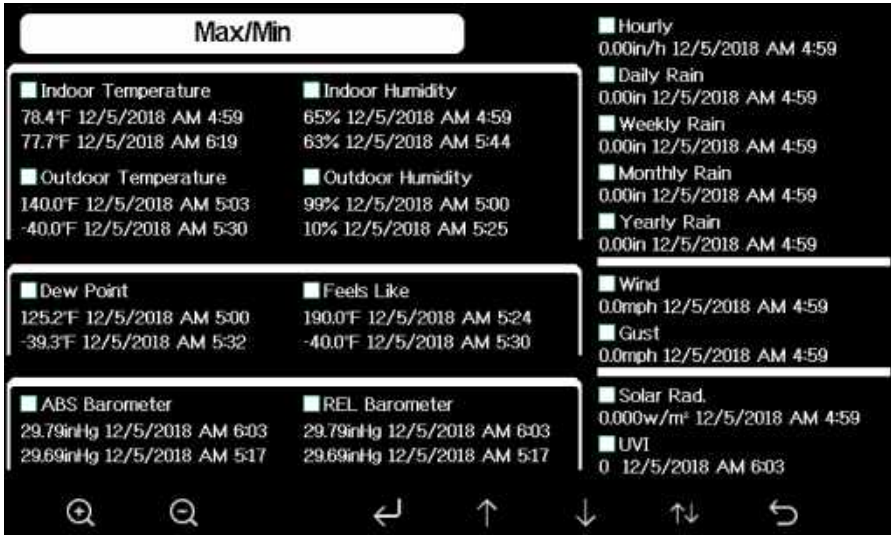 Max/Min
Indoor Temperature
78.4°F 12/5/2018 AM 4:59
77.7°F 12/5/2018 AM 6:19
Indoor Humidity
65% 12/5/2018 AM 4:59
63% 12/5/2018 AM 5:44
Outdoor Temperature
140.0°F 12/5/2018 AM 5:03
-40.0°F 12/5/2018 AM 5:30
Outdoor Humidity
99% 12/5/2018 AM 5:00
10% 12/5/2018 AM 5:25
Dew Point
125.2°F 12/5/2018 AM 5:00
-39.3°F 12/5/2018 AM 5:32
Feels Like
190.0°F 12/5/2018 AM 5:24
-40.0°F 12/5/2018 AM 5:30
ABS Barometer
29.79inHg 12/5/2018 AM 6:03
29.69inHg 12/5/2018 AM 5:17
REL Barometer
29.79inHg 12/5/2018 AM 6:03
29.69inHg 12/5/2018 AM 5:17
Hourly
0.00in/h 12/5/2018 AM 4:59
Daily Rain
0.00in 12/5/2018 AM 4:59
Weekly Rain
0.00in 12/5/2018 AM 4:59
Monthly Rain
0.00in 12/5/2018 AM 4:59
Yearly Rain
0.00in 12/5/2018 AM 4:59
Wind
0.0mph 12/5/2018 AM 4:59
Gust
0.0mph 12/5/2018 AM 4:59
Solar Rad.
0.000w/m² 12/5/2018 AM 4:59
UVI
0 12/5/2018 AM 6:03